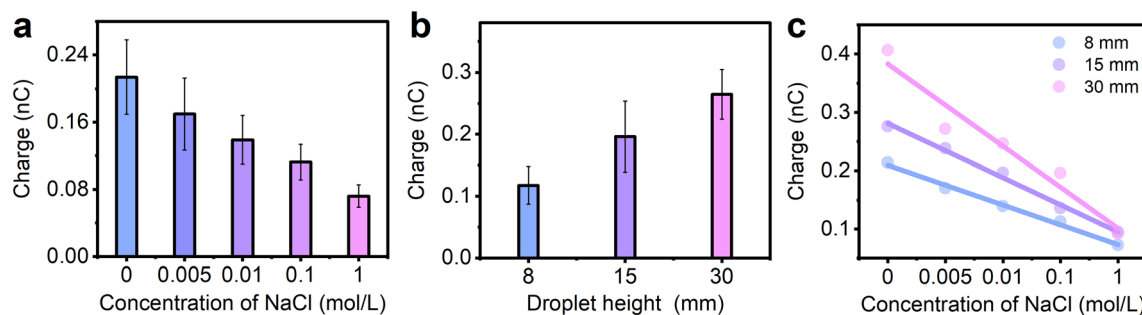 a
Charge (nC)
0.24
0.16
0.08
0.00
0 0.005 0.01 0.1 1
Concentration of NaCl (mol/L)
b
Charge (nC)
0.3
0.2
0.1
0.0
8 15 30
Droplet height (mm)
c
Charge (nC)
0.4
0.3
0.2
0.1
8 mm
15 mm
30 mm
0 0.005 0.01 0.1 1
Concentration of NaCl (mol/L)